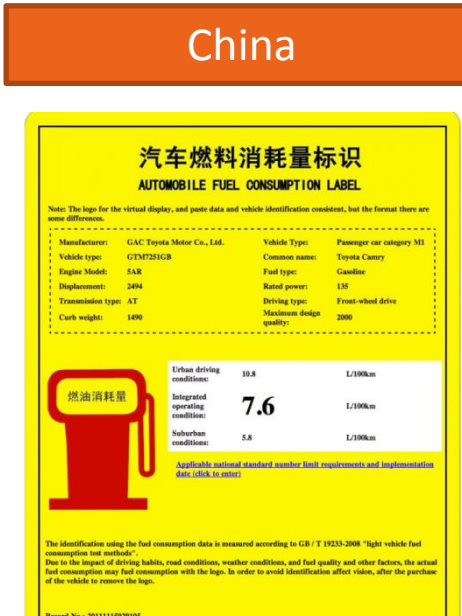 China
汽车燃料消耗量标识
AUTOMOBILE FUEL CONSUMPTION LABEL
Note: The logo for the virtual display, and paste data and vehicle identification consistent, but the format there are
some differences.
Manufacturer: GAC Toyota Motor Co., Ltd. Vehicle Type: Passenger car category M1
Vehicle type: GTM7251GB Common name: Toyota Camry
Engine Model: 5AR Fuel type: Gasoline
Displacement: 2494 Rated power: 135
Transmission type: AT Driving type: Front-wheel drive
Curb weight: 1490 Maximum design
quality: 2000
燃油消耗量
Urban driving
conditions: 10.8 L/100km
Integrated
operating
condition: 7.6 L/100km
Suburban
conditions: 5.8 L/100km
Applicable national standard number limit requirements and implementation
date (click to enter)
The identification using the fuel consumption data is measured according to GB / T 19233-2008 "light vehicle fuel
consumption test methods".
Due to the impact of driving habits, road conditions, weather conditions, and fuel quality and other factors, the actual
fuel consumption may fuel consumption with the logo. In order to avoid identification affect vision, after the purchase
of the vehicle to remove the logo.